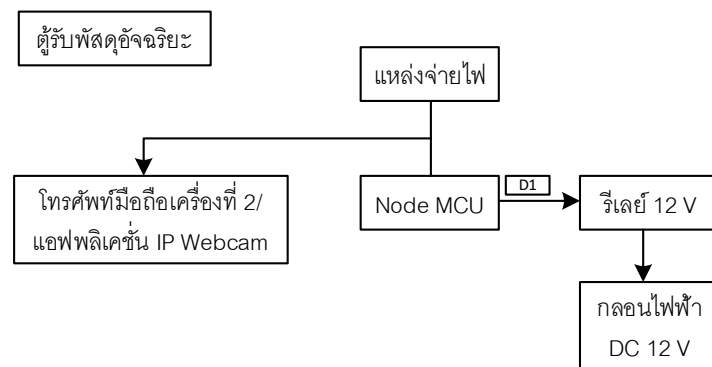 ตู้รับพัสดุอัจฉริยะ
แหล่งจ่ายไฟ
โทรศัพท์มือถือเครื่องที่ 2/
แอฟพลิเคชั่น IP Webcam
Node MCU
D1
รีเลย์ 12 V
กลอนไฟฟ้า
DC 12 V